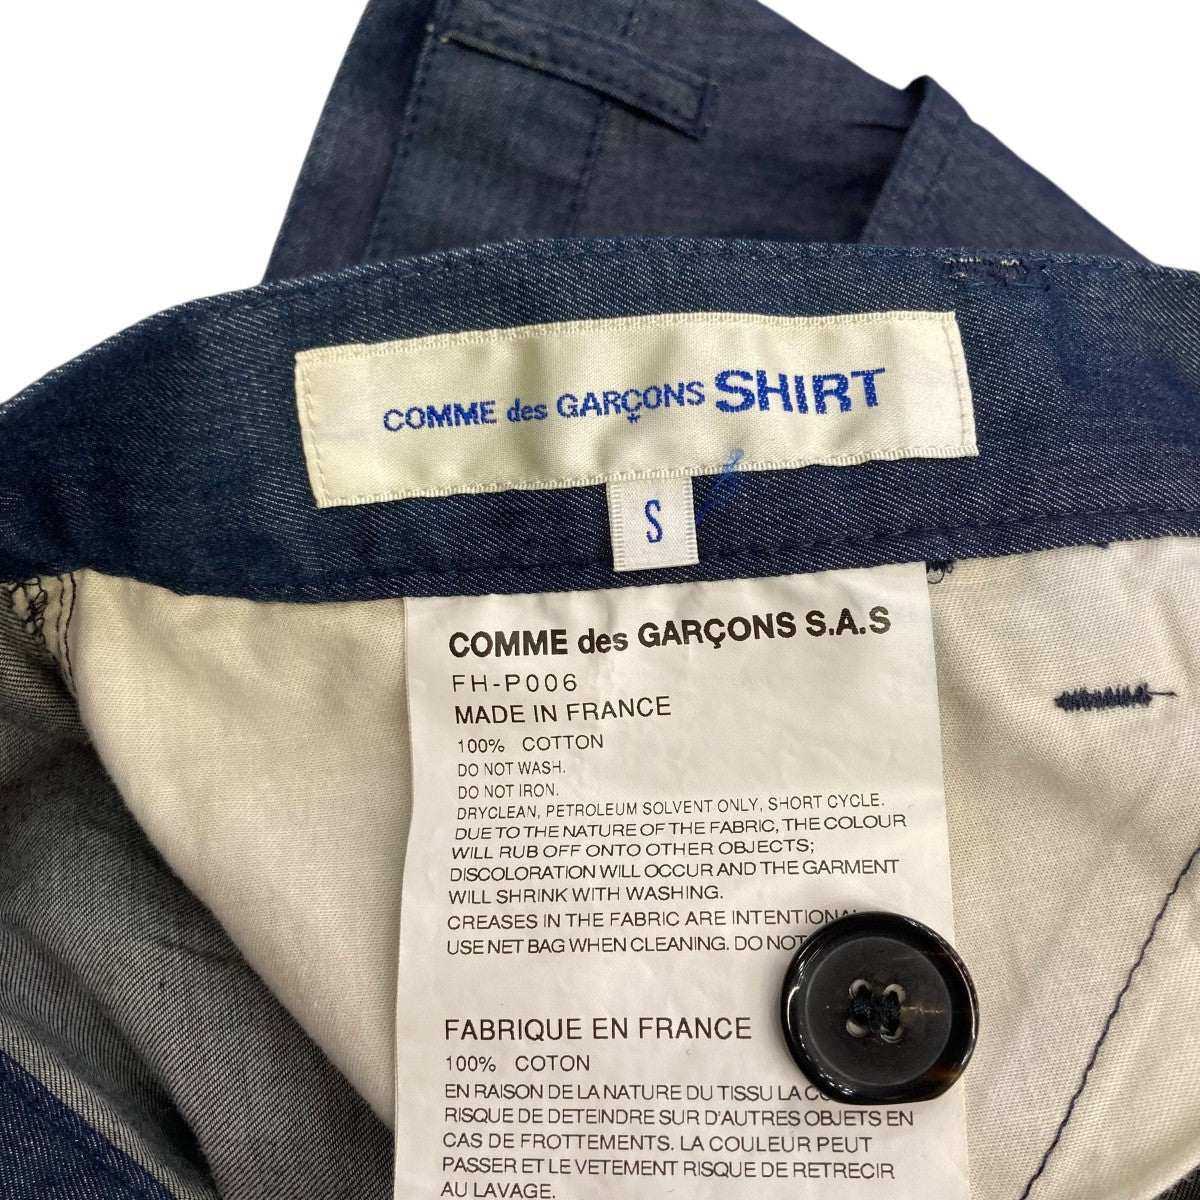 COMME des GARÇONS SHIRT
S
COMME des GARÇONS S.A.S
FH-P006
MADE IN FRANCE
100% COTTON
DO NOT WASH.
DO NOT IRON.
DRYCLEAN, PETROLEUM SOLVENT ONLY, SHORT CYCLE.
DUE TO THE NATURE OF THE FABRIC, THE COLOUR
WILL RUB OFF ONTO OTHER OBJECTS;
DISCOLORATION WILL OCCUR AND THE GARMENT
WILL SHRINK WITH WASHING.
CREASES IN THE FABRIC ARE
USE NET BAG WHEN CLEANING. DO NOT
FABRIQUE EN FRANCE
100% COTON
EN RAISON DE LA NATURE DU TISSU LA
RISQUE DE DETEINDRE SUR D'AUTRES OBJETS EN
CAS DE FROTTEMENTS. LA COULEUR PEUT
PASSER ET LE VETEMENT RISQUE DE RETRECIR
AU LAVAGE.